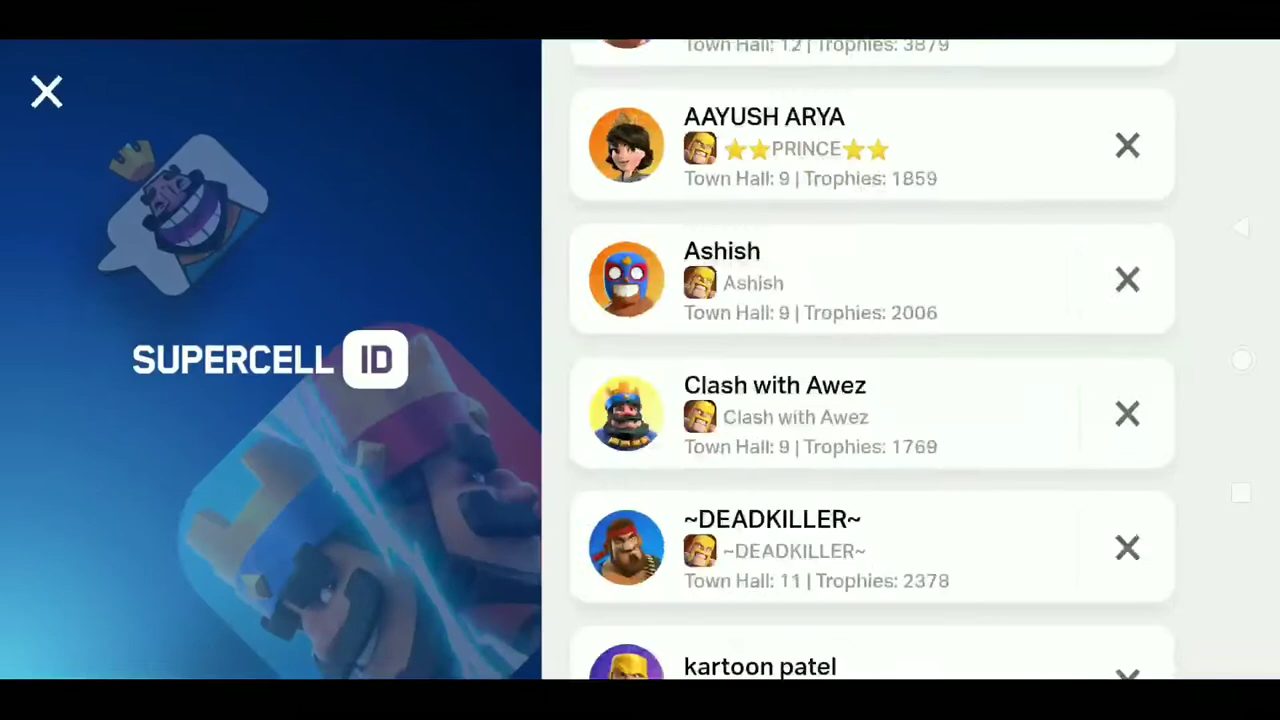 SUPERCELL ID
Town Hall: 12 | Trophies: 3879
AAYUSH ARYA
⭐⭐PRINCE⭐⭐
Town Hall: 9 | Trophies: 1859
Ashish
Ashish
Town Hall: 9 | Trophies: 2006
Clash with Awez
Clash with Awez
Town Hall: 9 | Trophies: 1769
~DEADKILLER~
~DEADKILLER~
Town Hall: 11 | Trophies: 2378
kartoon patel